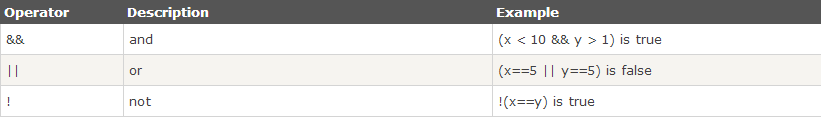 Operator Description Example
&& and (x < 10 && y > 1) is true
|| or (x==5 || y==5) is false
! not !(x==y) is true